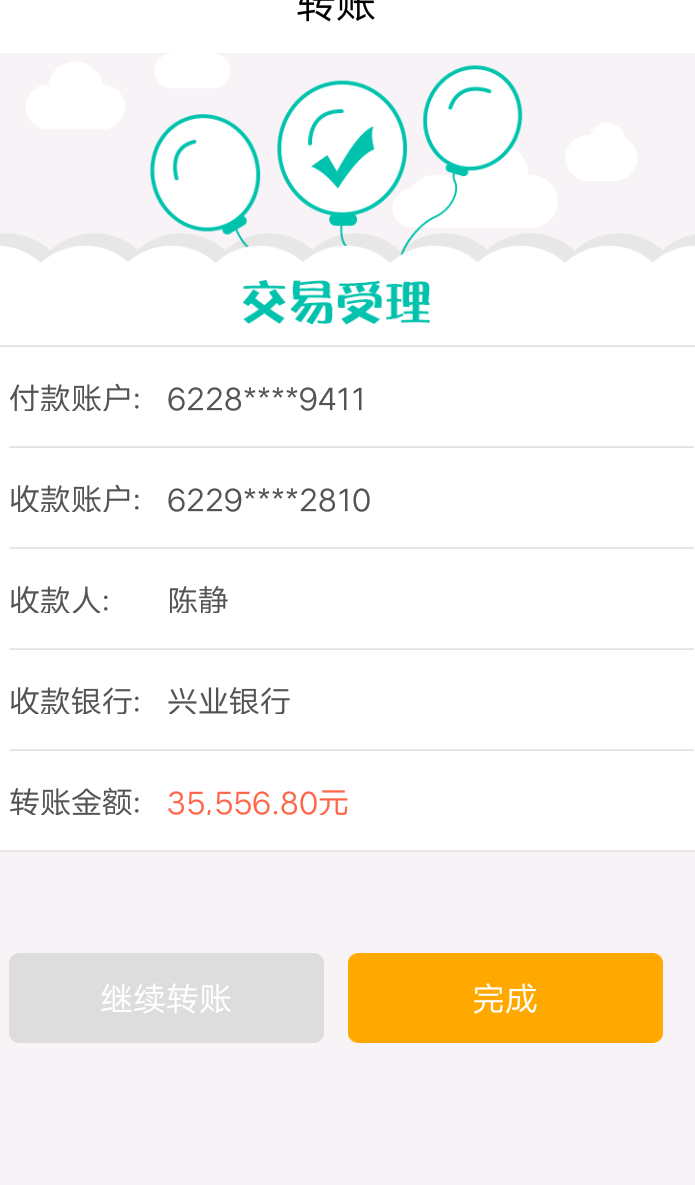 转账
交易受理
付款账户: 6228****9411
收款账户: 6229****2810
收款人: 陈静
收款银行: 兴业银行
转账金额: 35,556.80元
继续转账 完成